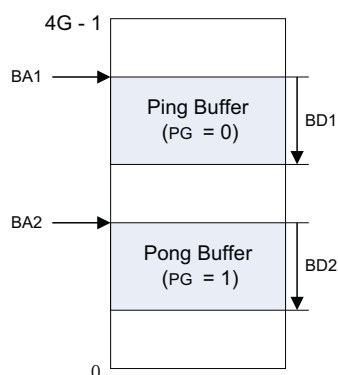 4G - 1
BA1
Ping Buffer
(PG = 0)
BD1
BA2
Pong Buffer
(PG = 1)
BD2
0